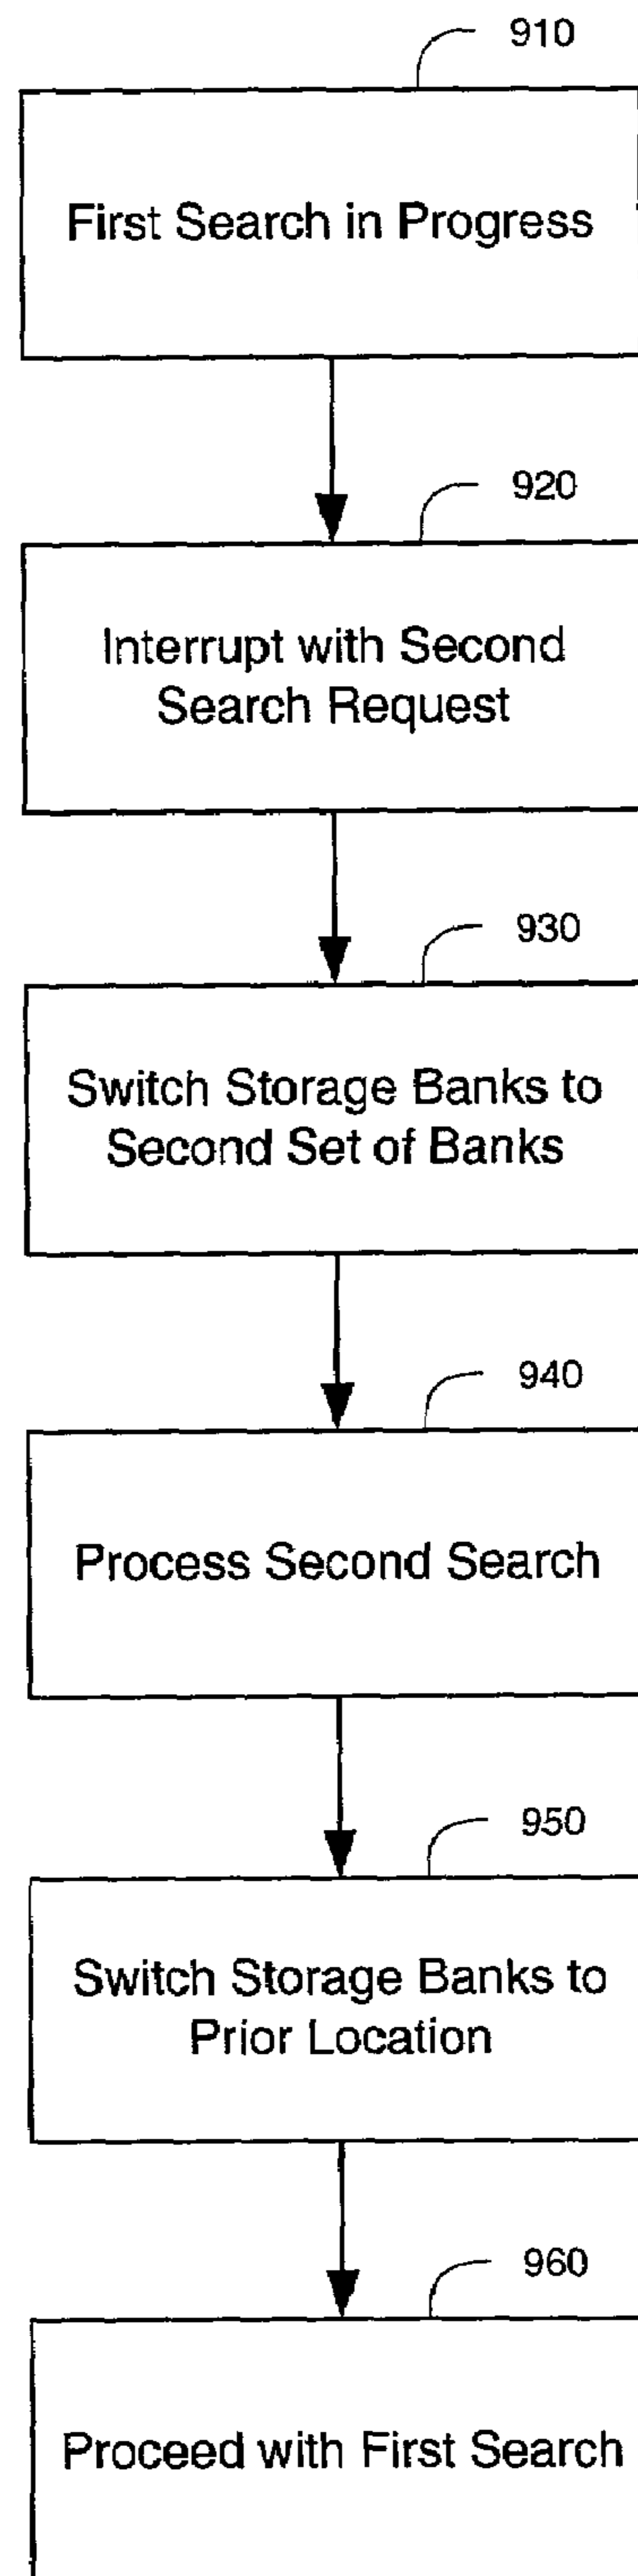 910
First Search in Progress
920
Interrupt with Second
Search Request
930
Switch Storage Banks to
Second Set of Banks
940
Process Second Search
950
Switch Storage Banks to
Prior Location
960
Proceed with First Search